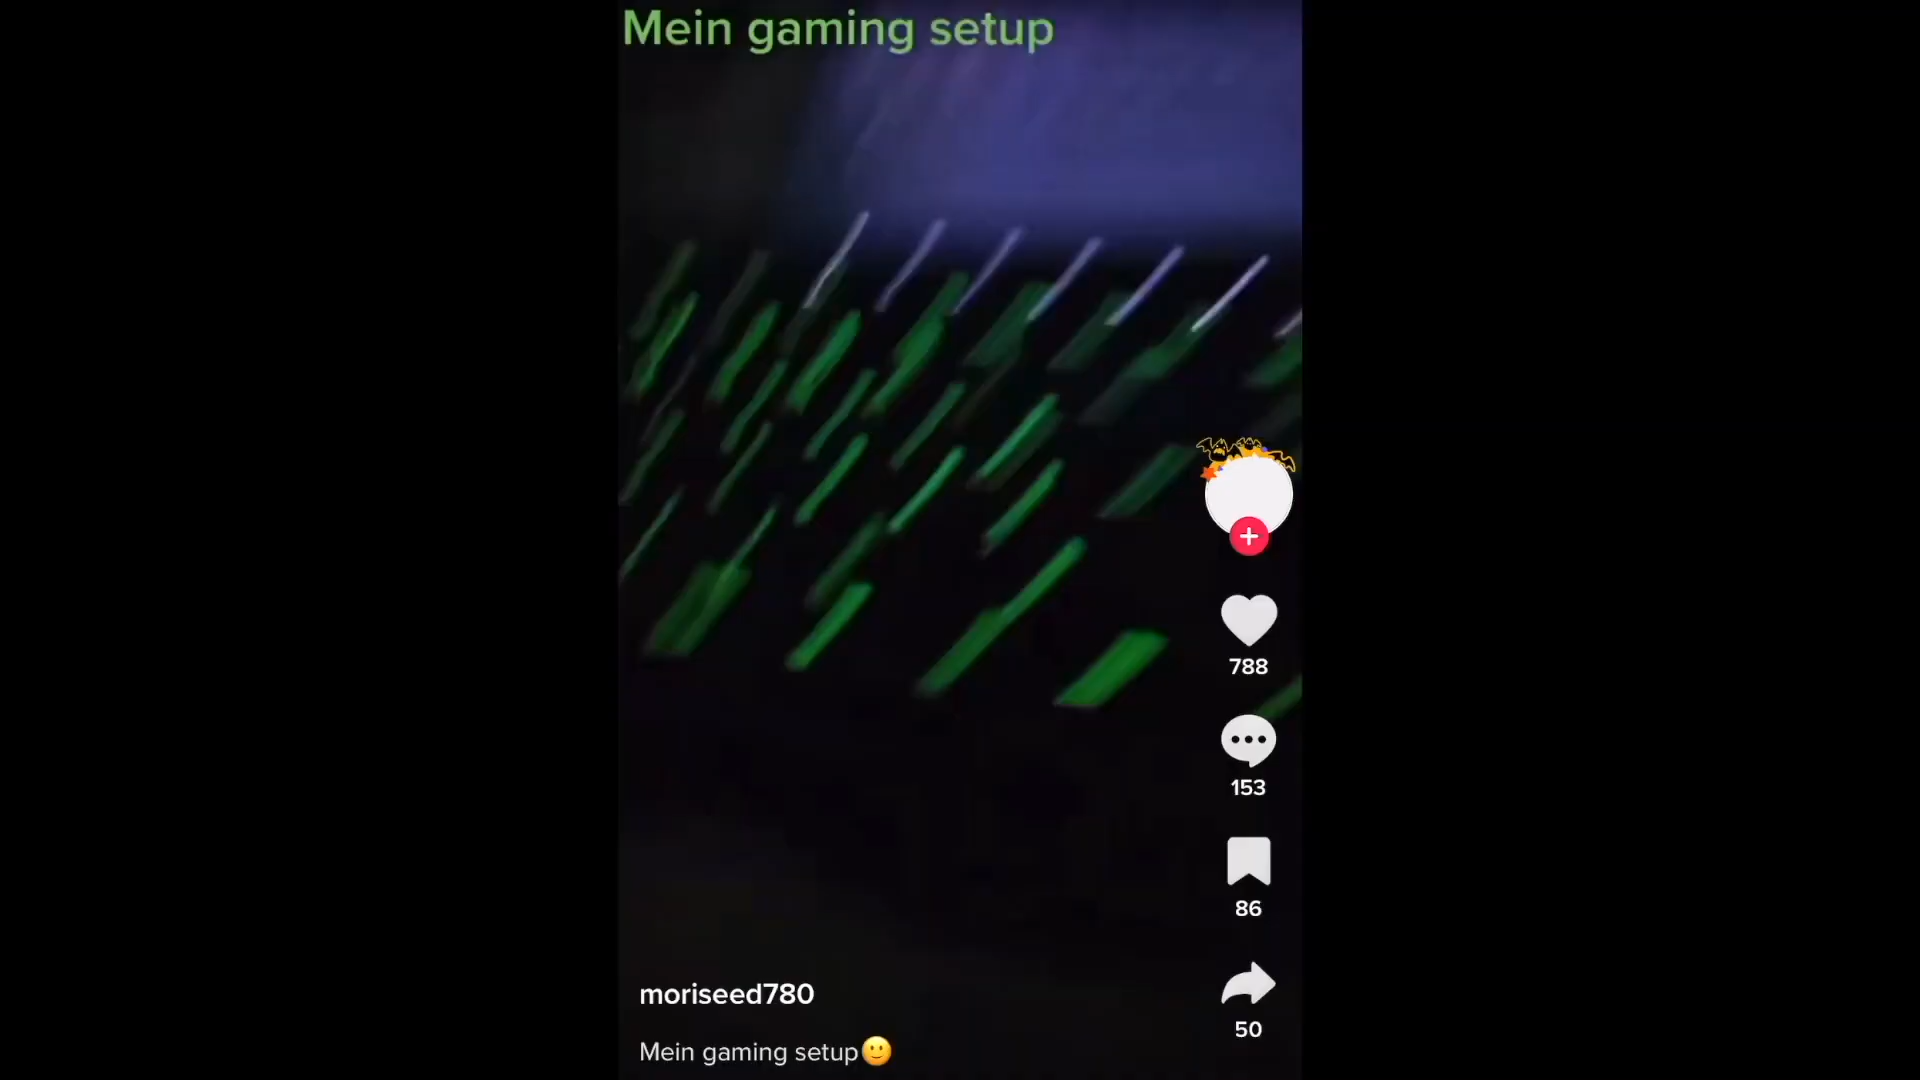 Mein gaming setup
788
153
86
50
moriseed780
Mein gaming setup🙂